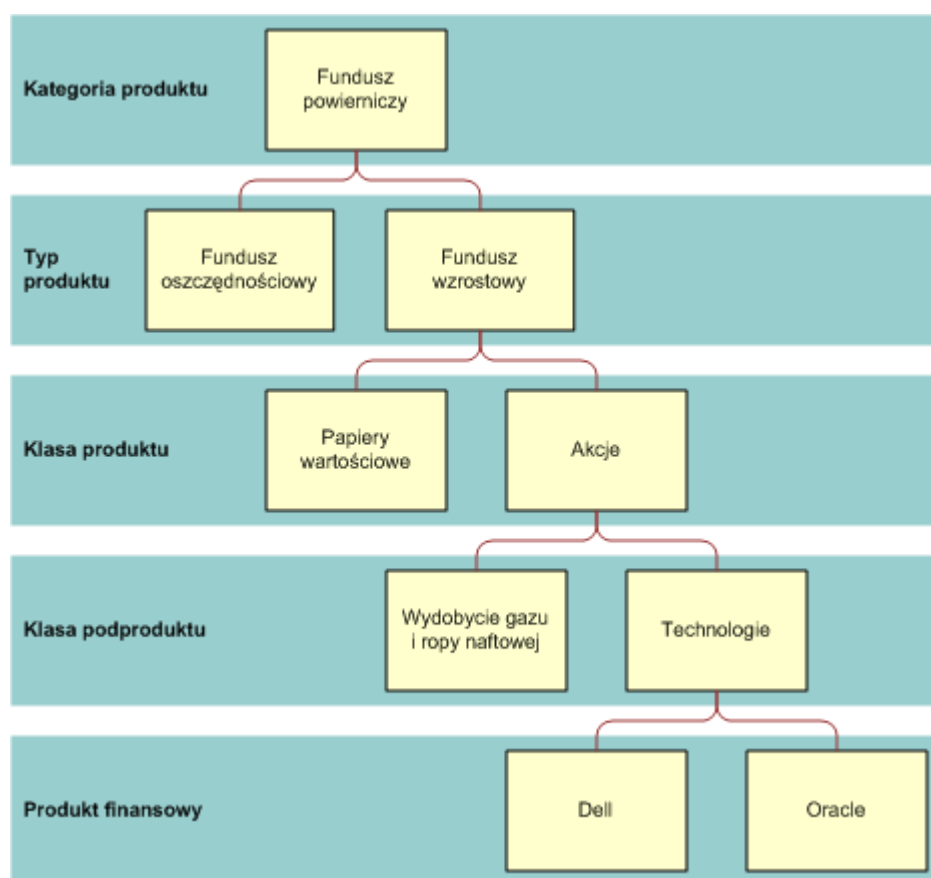 Kategoria produktu
Fundusz
powierniczy
Typ
produktu
Fundusz
oszczędnościowy
Fundusz
wzrostowy
Klasa produktu
Papiery
wartościowe
Akcje
Klasa podproduktu
Wydobycie gazu
i ropy naftowej
Technologie
Produkt finansowy
Dell
Oracle